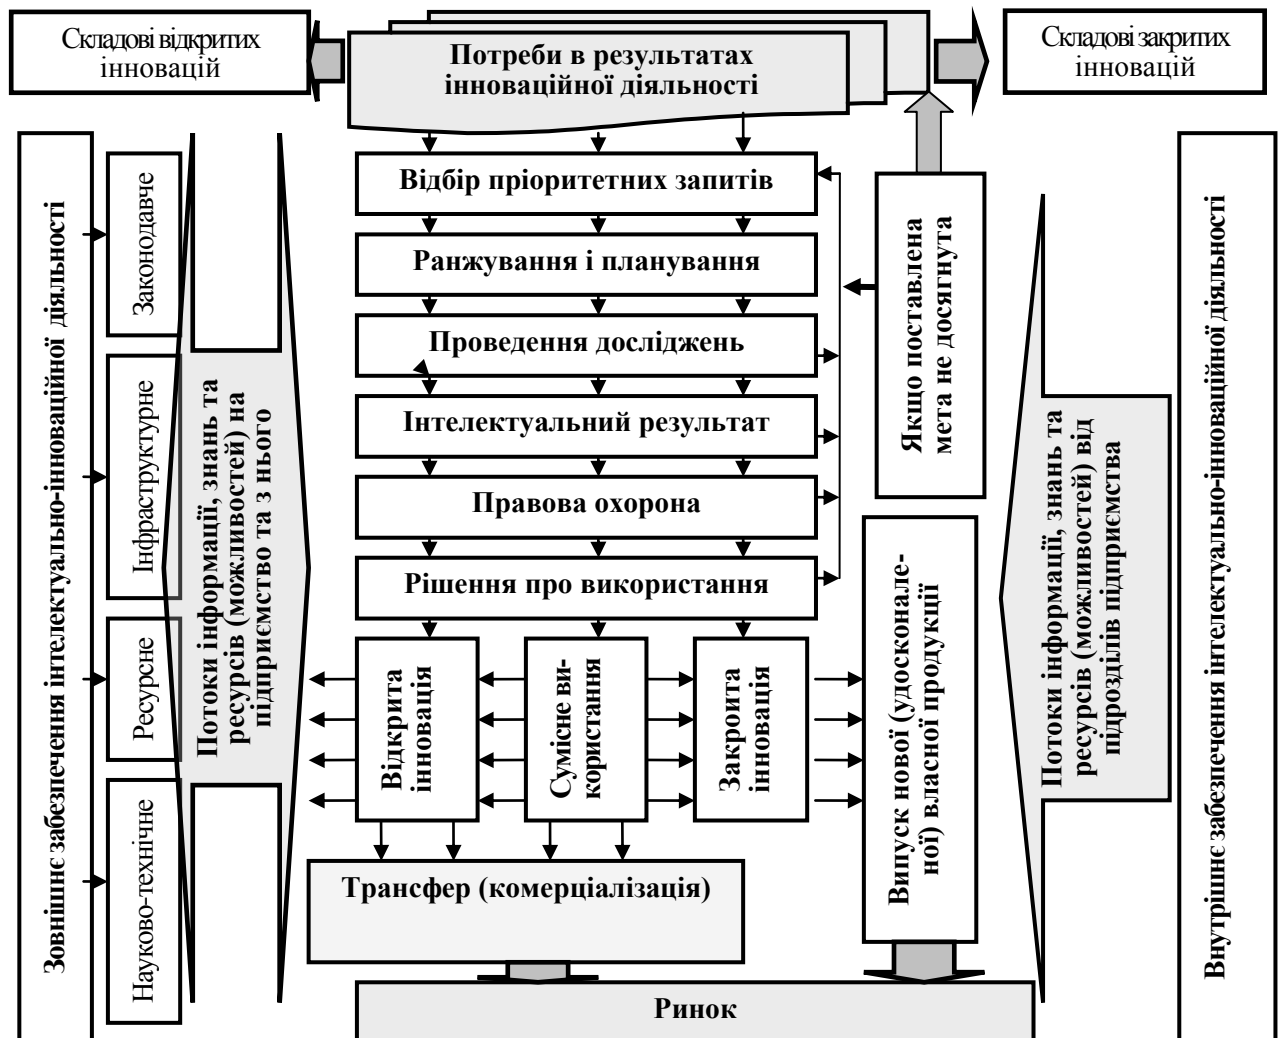 Складові відкритих
інновацій
Потреби в результатах
інноваційної діяльності
Складові закритих
інновацій
Зовнішнє забезпечення інтелектуально-інноваційної діяльності
Законодавче
Інфраструктурне
Ресурсне
Науково-технічне
Потоки інформації, знань та
ресурсів (можливостей) на
підприємство та з нього
Відбір пріоритетних запитів
Ранжування і планування
Проведення досліджень
Інтелектуальний результат
Правова охорона
Рішення про використання
Відкрита
інновація
Сумісне ви-
користання
Закроита
інновація
Трансфер (комерціалізація)
Якщо поставлена
мета не досягнута
Випуск нової (удосконале-
ної) власної продукції
Потоки інформації, знань та
ресурсів (можливостей) від
підрозділів підприємства
Внутрішнє забезпечення інтелектуально-інноваційної діяльності
Ринок